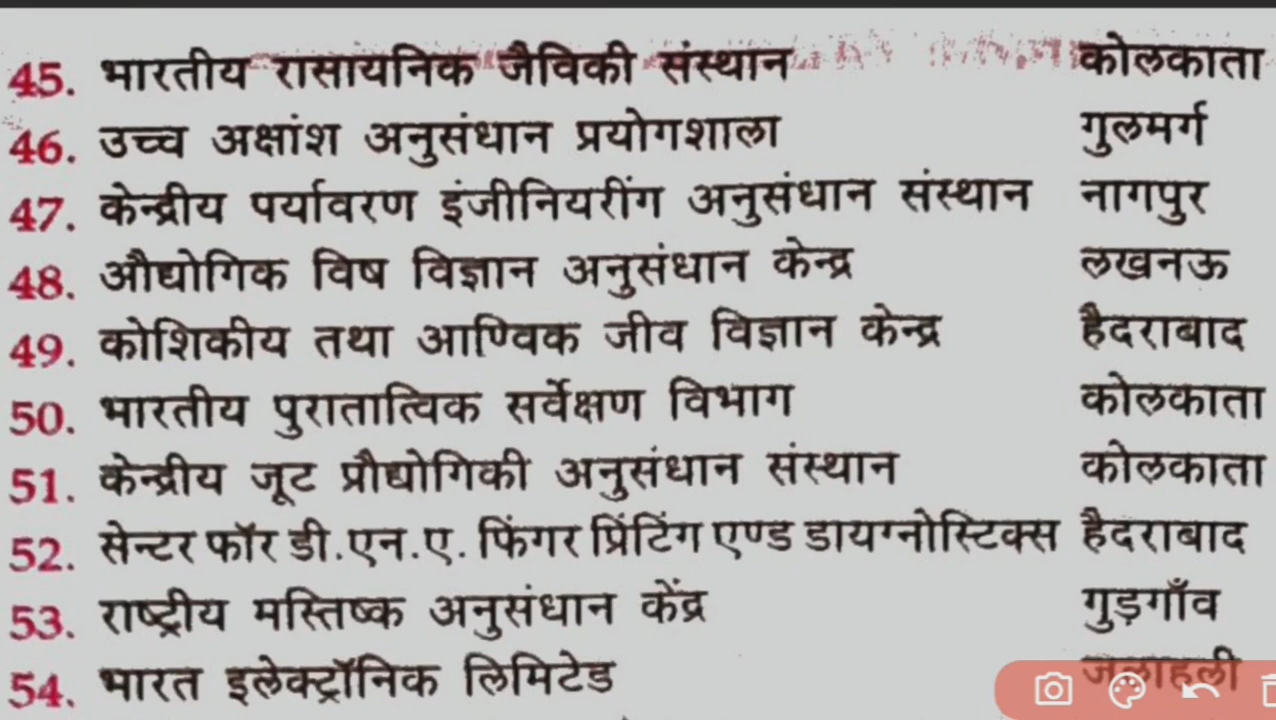 45. भारतीय रासायनिक जैविकी संस्थान कोलकाता
46. उच्च अक्षांश अनुसंधान प्रयोगशाला गुलमर्ग
47. केन्द्रीय पर्यावरण इंजीनियरींग अनुसंधान संस्थान नागपुर
48. औद्योगिक विष विज्ञान अनुसंधान केन्द्र लखनऊ
49. कोशिकीय तथा आण्विक जीव विज्ञान केन्द्र हैदराबाद
50. भारतीय पुरातात्विक सर्वेक्षण विभाग कोलकाता
51. केन्द्रीय जूट प्रौद्योगिकी अनुसंधान संस्थान कोलकाता
52. सेन्टर फॉर डी.एन.ए. फिंगर प्रिंटिंग एण्ड डायग्नोस्टिक्स हैदराबाद
53. राष्ट्रीय मस्तिष्क अनुसंधान केंद्र गुड़गाँव
54. भारत इलेक्ट्रॉनिक लिमिटेड जलाहली